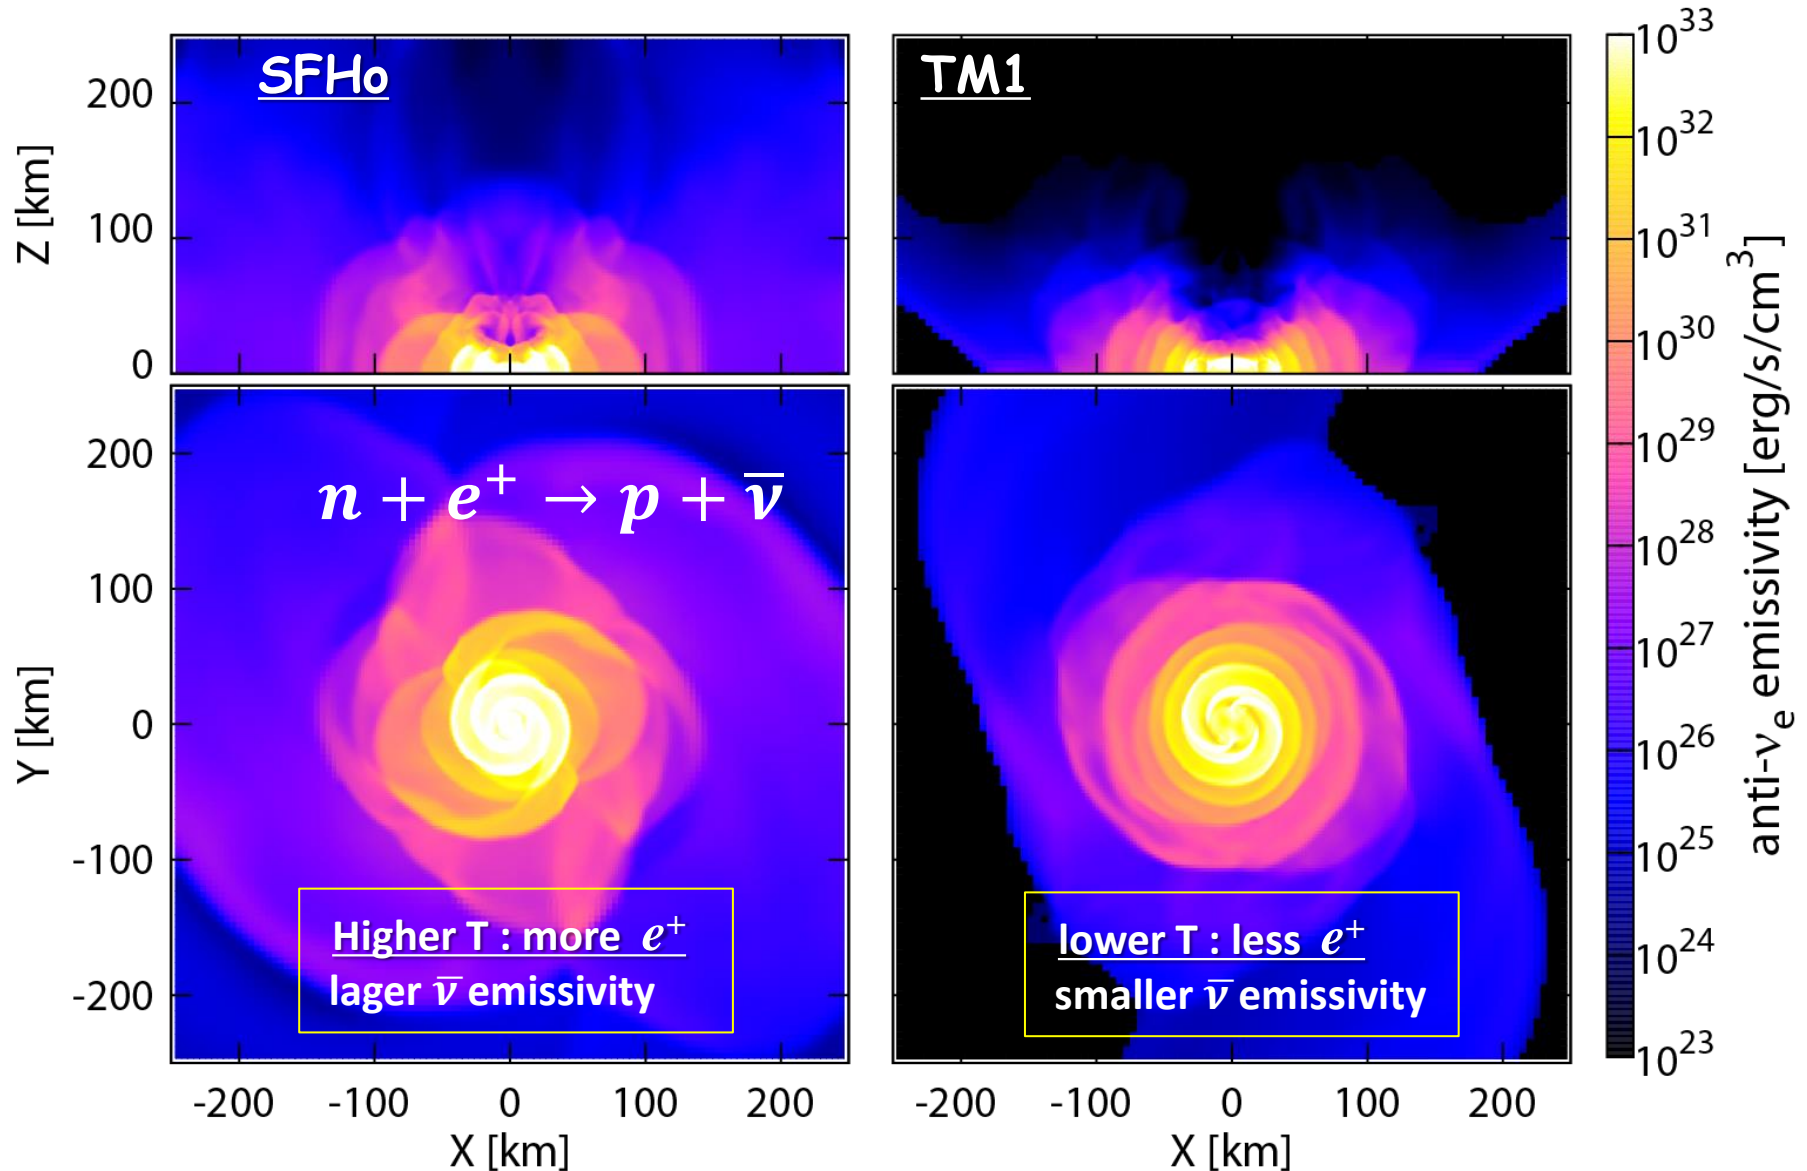 SFHo
TM1
200
100
0
Z [km]
n + e⁺ → p + ν̅
200
100
0
-100
-200
Y [km]
Higher T : more e⁺
lager ν̅ emissivity
lower T : less e⁺
smaller ν̅ emissivity
-200 -100 0 100 200
X [km]
-200 -100 0 100 200
X [km]
10³³
10³²
10³¹
10³⁰
10²⁹
10²⁸
10²⁷
10²⁶
10²⁵
10²⁴
10²³
anti-νₑ emissivity [erg/s/cm³]